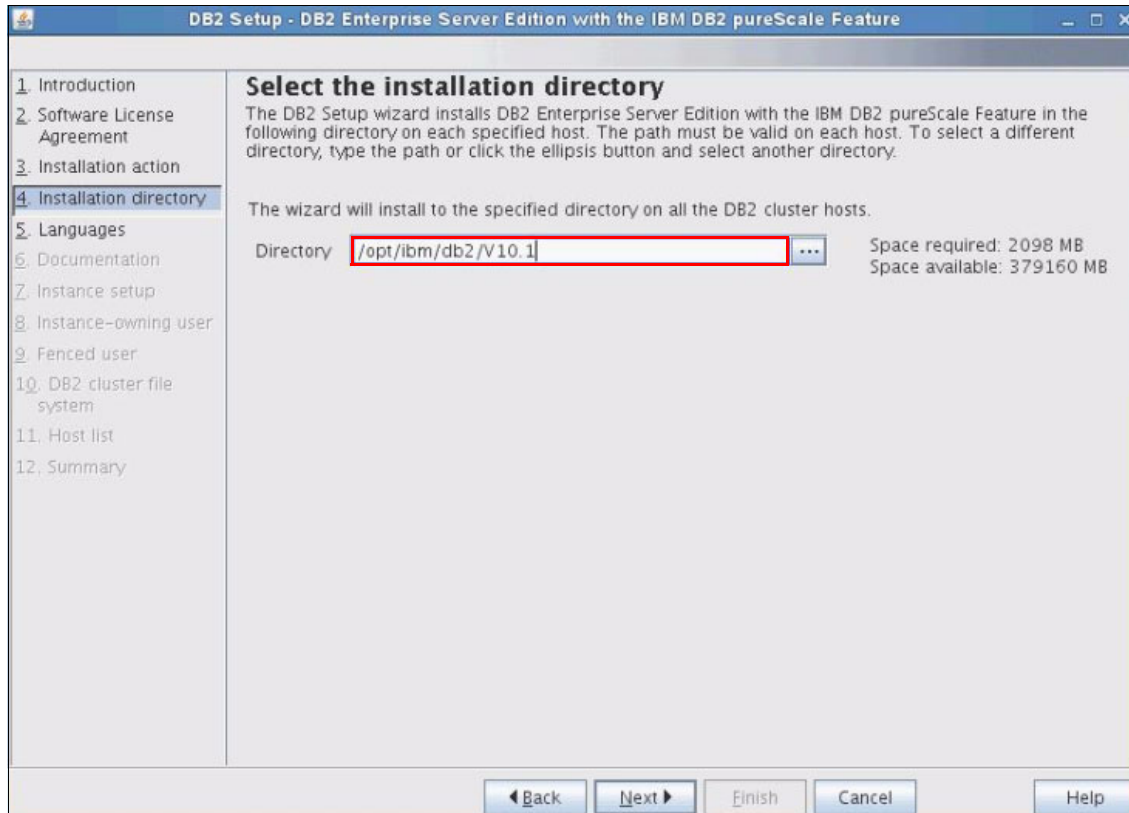 DB2 Setup - DB2 Enterprise Server Edition with the IBM DB2 pureScale Feature
1. Introduction
2. Software License
Agreement
3. Installation action
4. Installation directory
5. Languages
6. Documentation
7. Instance setup
8. Instance-owning user
9. Fenced user
10. DB2 cluster file
system
11. Host list
12. Summary
Select the installation directory
The DB2 Setup wizard installs DB2 Enterprise Server Edition with the IBM DB2 pureScale Feature in the
following directory on each specified host. The path must be valid on each host. To select a different
directory, type the path or click the ellipsis button and select another directory.
The wizard will install to the specified directory on all the DB2 cluster hosts.
Directory /opt/ibm/db2/V10.1 ... Space required: 2098 MB
Space available: 379160 MB
Back Next Finish Cancel Help